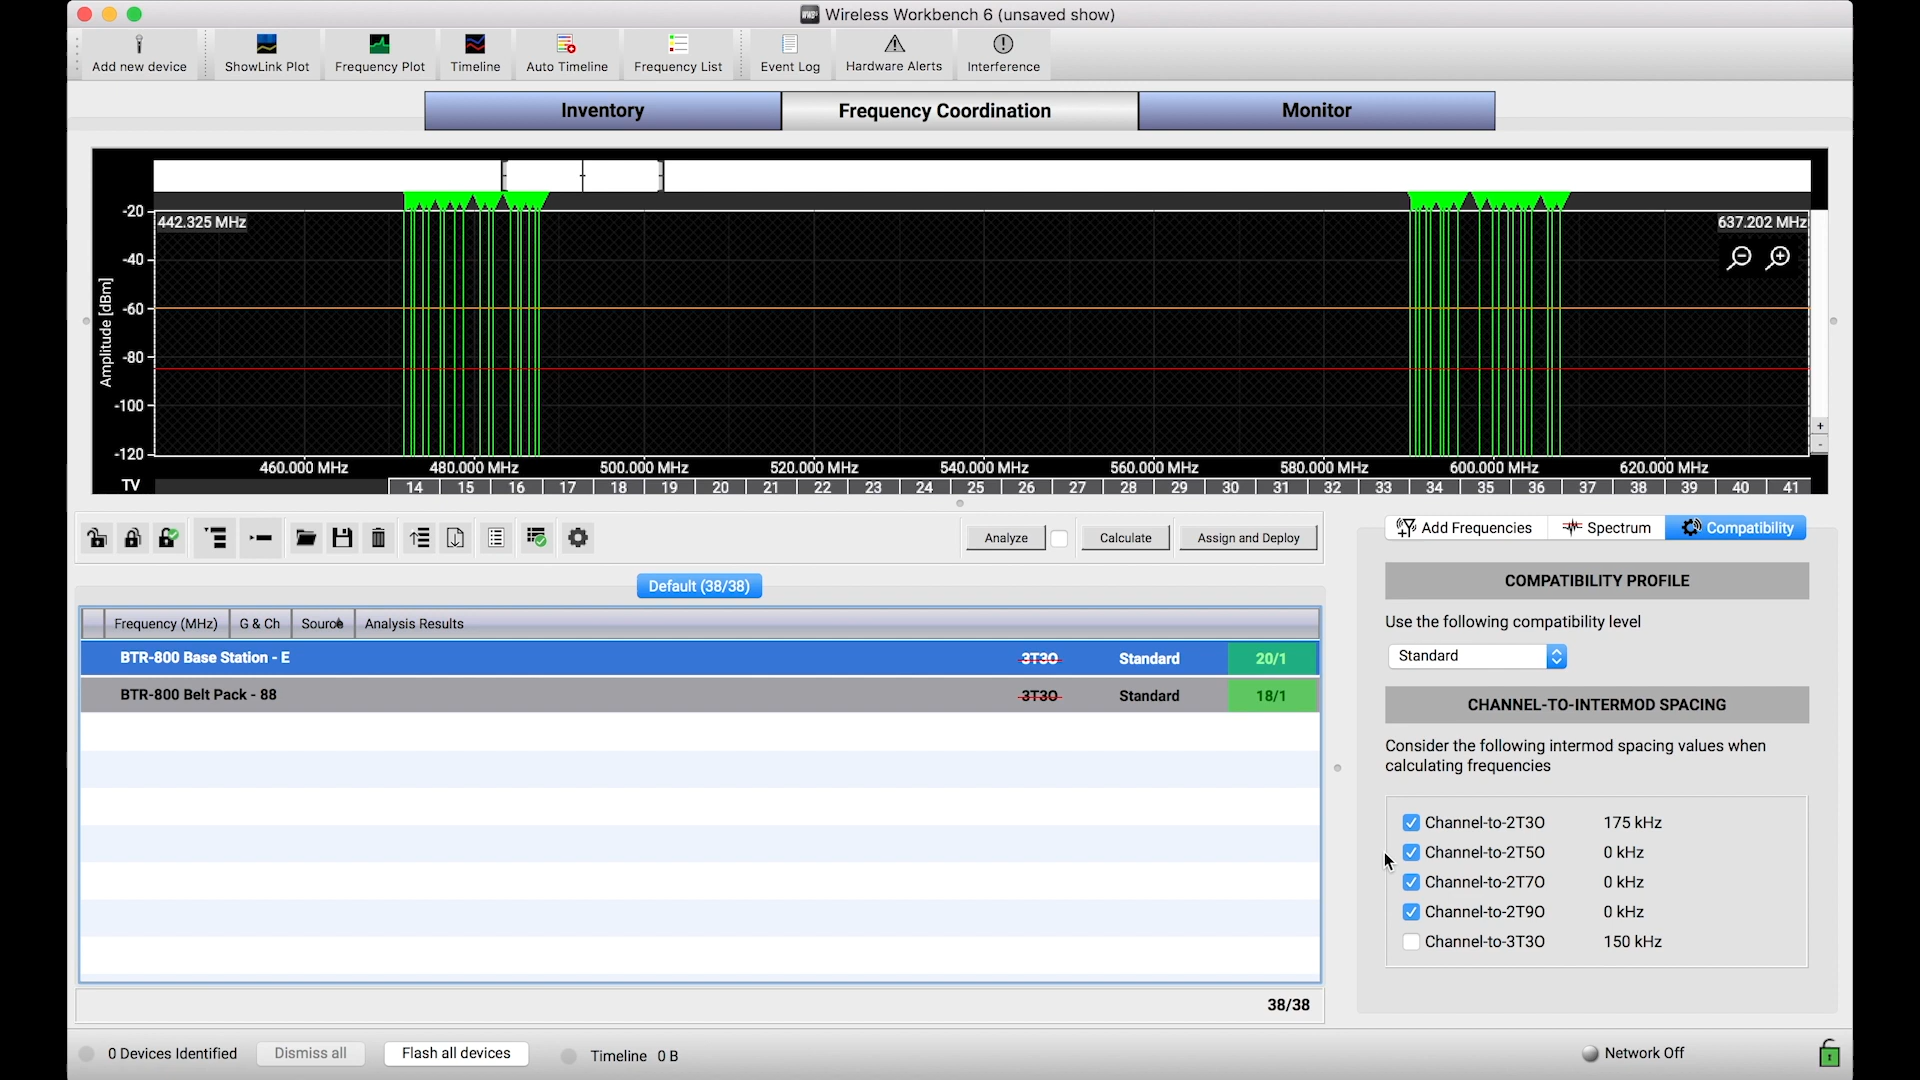 Wireless Workbench 6 (unsaved show)
Add new device
ShowLink Plot
Frequency Plot
Timeline
Auto Timeline
Frequency List
Event Log
Hardware Alerts
Interference
Inventory
Frequency Coordination
Monitor
442.325 MHz
637.202 MHz
Amplitude [dBm]
-20
-40
-60
-80
-100
-120
460.000 MHz 480.000 MHz 500.000 MHz 520.000 MHz 540.000 MHz 560.000 MHz 580.000 MHz 600.000 MHz 620.000 MHz
TV 14 15 16 17 18 19 20 21 22 23 24 25 26 27 28 29 30 31 32 33 34 35 36 37 38 39 40 41
+
-
Analyze
Calculate
Assign and Deploy
Default (38/38)
Frequency (MHz) G & Ch Source Analysis Results
BTR-800 Base Station - E 3T3O Standard 20/1
BTR-800 Belt Pack - 88 3T3O Standard 18/1
38/38
Add Frequencies
Spectrum
Compatibility
COMPATIBILITY PROFILE
Use the following compatibility level
Standard
CHANNEL-TO-INTERMOD SPACING
Consider the following intermod spacing values when
calculating frequencies
Channel-to-2T3O 175 kHz
Channel-to-2T5O 0 kHz
Channel-to-2T7O 0 kHz
Channel-to-2T9O 0 kHz
Channel-to-3T3O 150 kHz
0 Devices Identified
Dismiss all
Flash all devices
Timeline 0 B
Network Off